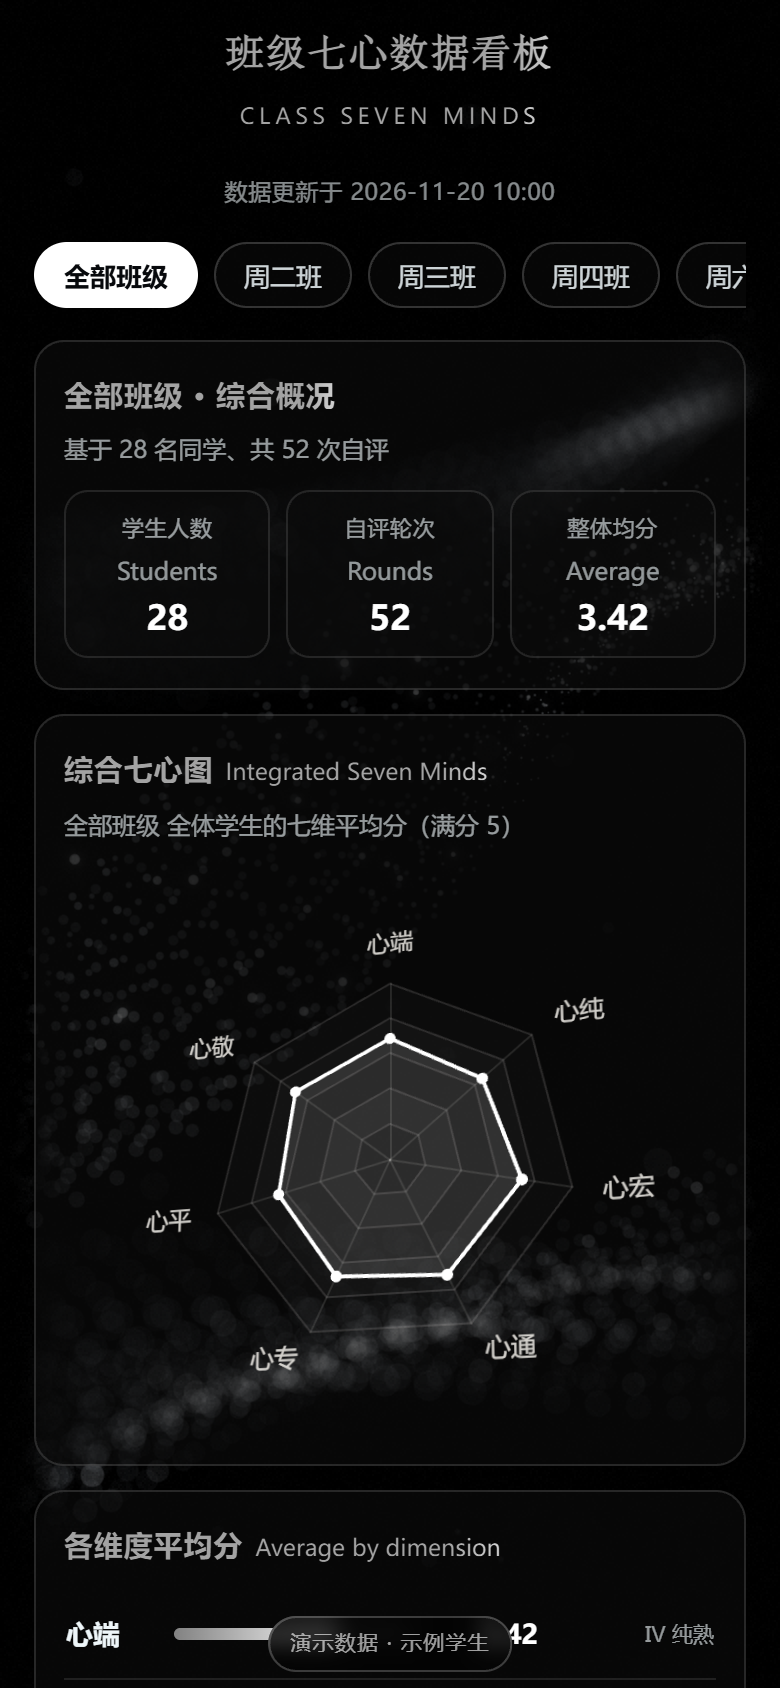 班级七心数据看板
CLASS SEVEN MINDS
数据更新于 2026-11-20 10:00
全部班级 周二班 周三班 周四班 周六
全部班级·综合概况
基于 28 名同学、共 52 次自评
学生人数 自评轮次 整体均分
Students Rounds Average
28 52 3.42
综合七心图 Integrated Seven Minds
全部班级 全体学生的七维平均分（满分 5）
心端
心纯
心敬
心宏
心平
心通
心专
各维度平均分 Average by dimension
心端 42 IV 纯熟
演示数据 · 示例学生